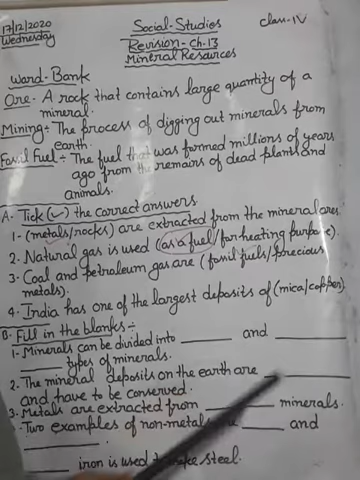 17/12/2020 Social-Studies Class-IV
Wednesday Revision-Ch.13
Mineral Resources
Word-Bank
Ore- A rock that contains large quantity of a
mineral.
Mining÷ The process of digging out minerals from
earth.
Fossil Fuel÷ The fuel that was formed millions of years
ago from the remains of dead plants and
animals.
A- Tick (✓) the correct answers.
1- (metals/rocks) are extracted from the mineral ores
2. Natural gas is used (as a fuel/for heating purpose).
3. Coal and petroleum gas are (fossil fuels/precious
metals).
4. India has one of the largest deposits of (mica/copper).
B- Fill in the blanks÷
1- Minerals can be divided into ______ and ______
______ types of minerals.
2. The mineral deposits on the earth are ______
and have to be conserved.
3. Metals are extracted from ______ minerals.
Two examples of non-metals ______ and
______.
______ iron is used to make steel.